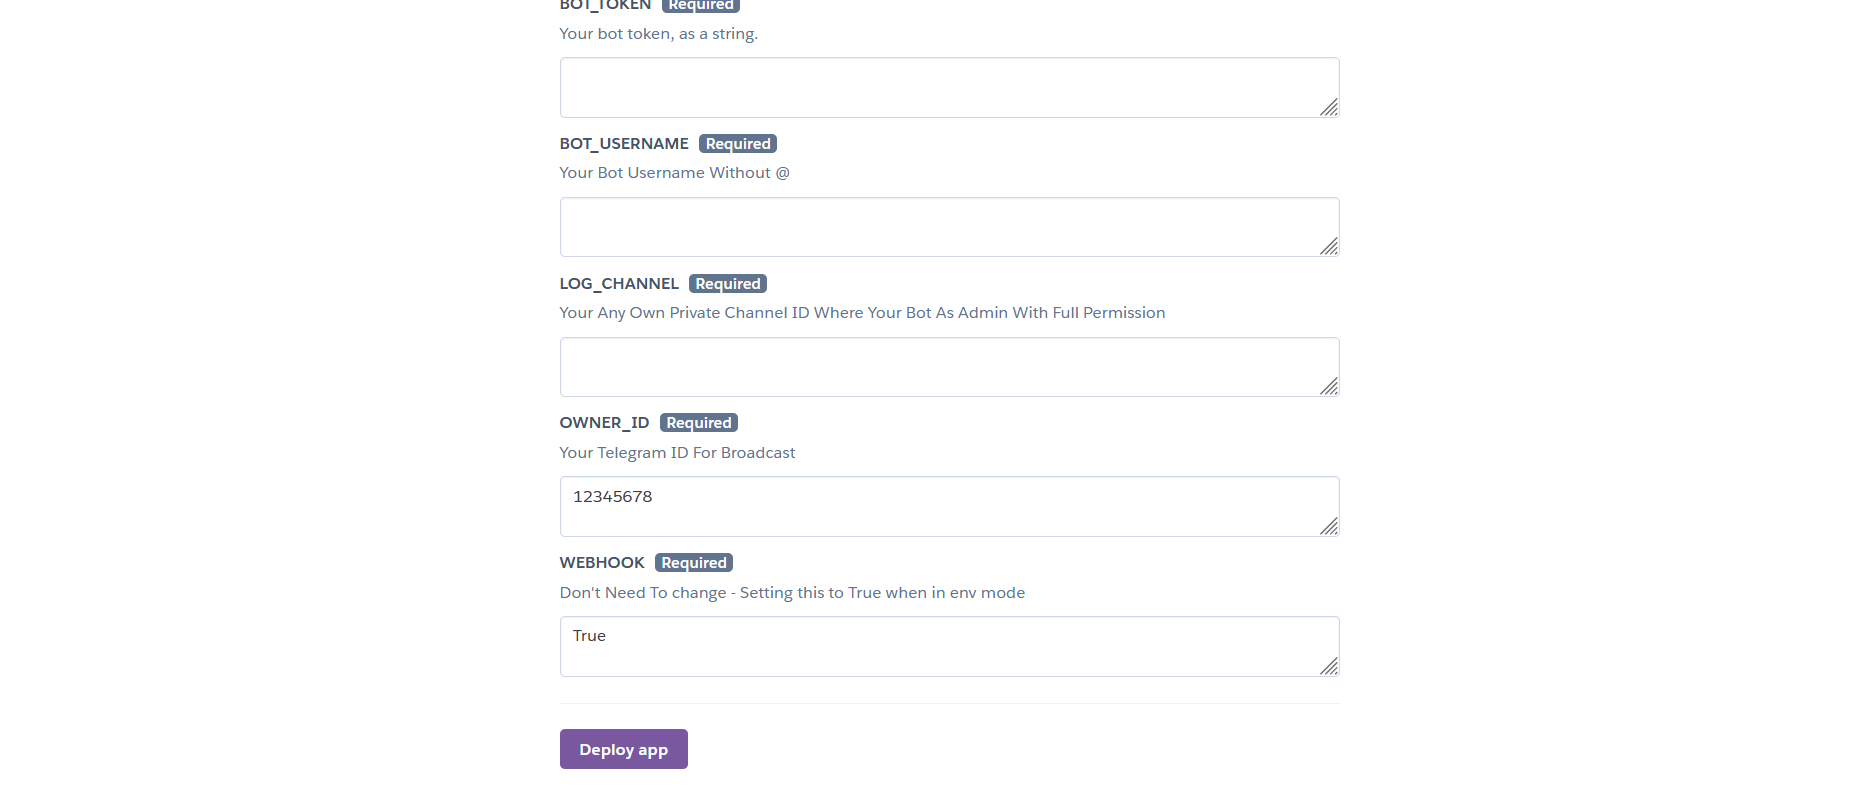 BOT_TOKEN Required
Your bot token, as a string.
BOT_USERNAME Required
Your Bot Username Without @
LOG_CHANNEL Required
Your Any Own Private Channel ID Where Your Bot As Admin With Full Permission
OWNER_ID Required
Your Telegram ID For Broadcast
12345678
WEBHOOK Required
Don't Need To change - Setting this to True when in env mode
True
Deploy app